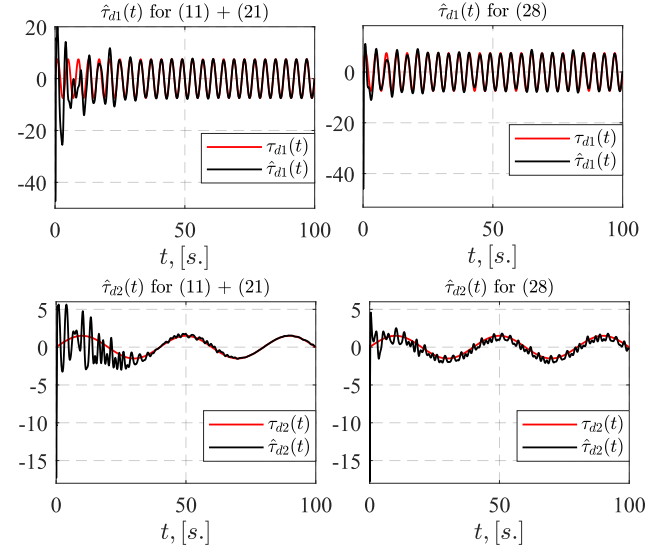 τ̂d1(t) for (11) + (21)
20
0
-20
-40
τd1(t)
τ̂d1(t)
0
50
100
t, [s.]
τ̂d1(t) for (28)
0
-20
-40
τd1(t)
τ̂d1(t)
0
50
100
t, [s.]
τ̂d2(t) for (11) + (21)
5
0
-5
-10
-15
τd2(t)
τ̂d2(t)
0
50
100
t, [s.]
τ̂d2(t) for (28)
5
0
-5
-10
-15
τd2(t)
τ̂d2(t)
0
50
100
t, [s.]